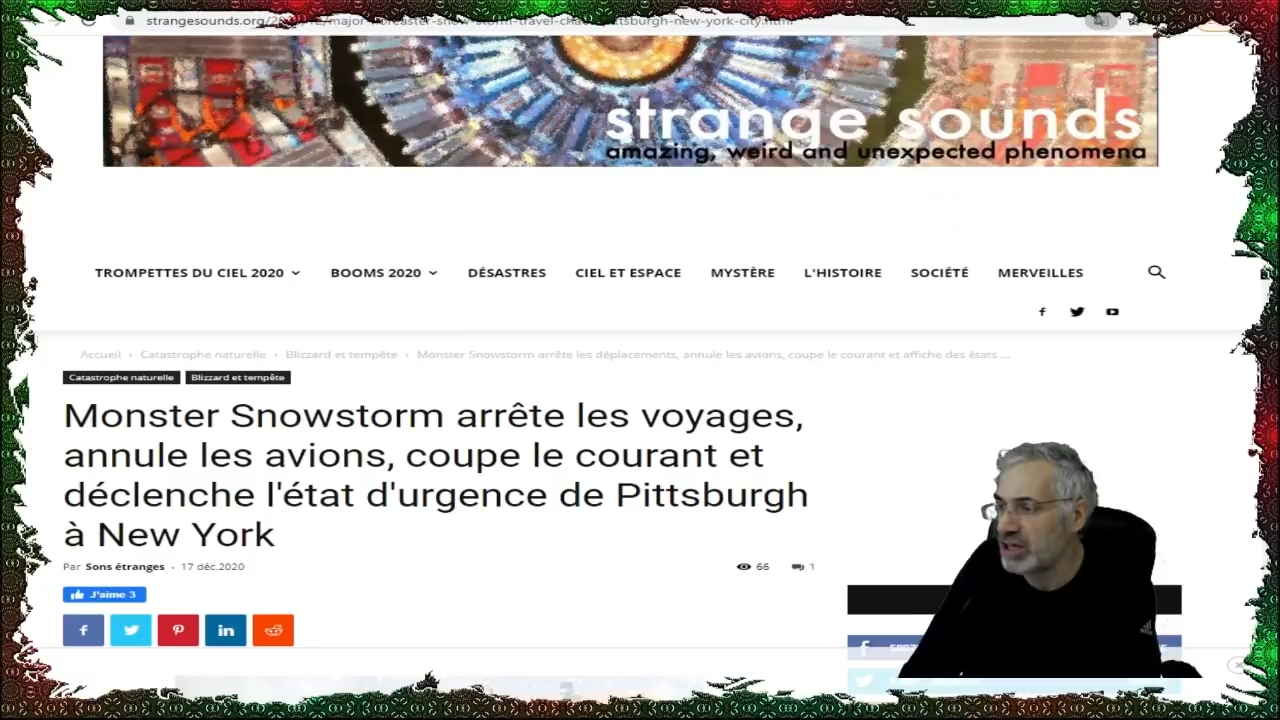 strangesounds.org/
strange sounds
amazing, weird and unexpected phenomena
TROMPETTES DU CIEL 2020 BOOMS 2020 DÉSASTRES CIEL ET ESPACE MYSTÈRE L'HISTOIRE SOCIÉTÉ MERVEILLES
Accueil › Catastrophe naturelle › Blizzard et tempête › Monster Snowstorm arrête les déplacements, annule les avions, coupe le courant et affiche des états ...
Catastrophe naturelle Blizzard et tempête
Monster Snowstorm arrête les voyages,
annule les avions, coupe le courant et
déclenche l'état d'urgence de Pittsburgh
à New York
Par Sons étranges - 17 déc.2020 66 1
J'aime 3